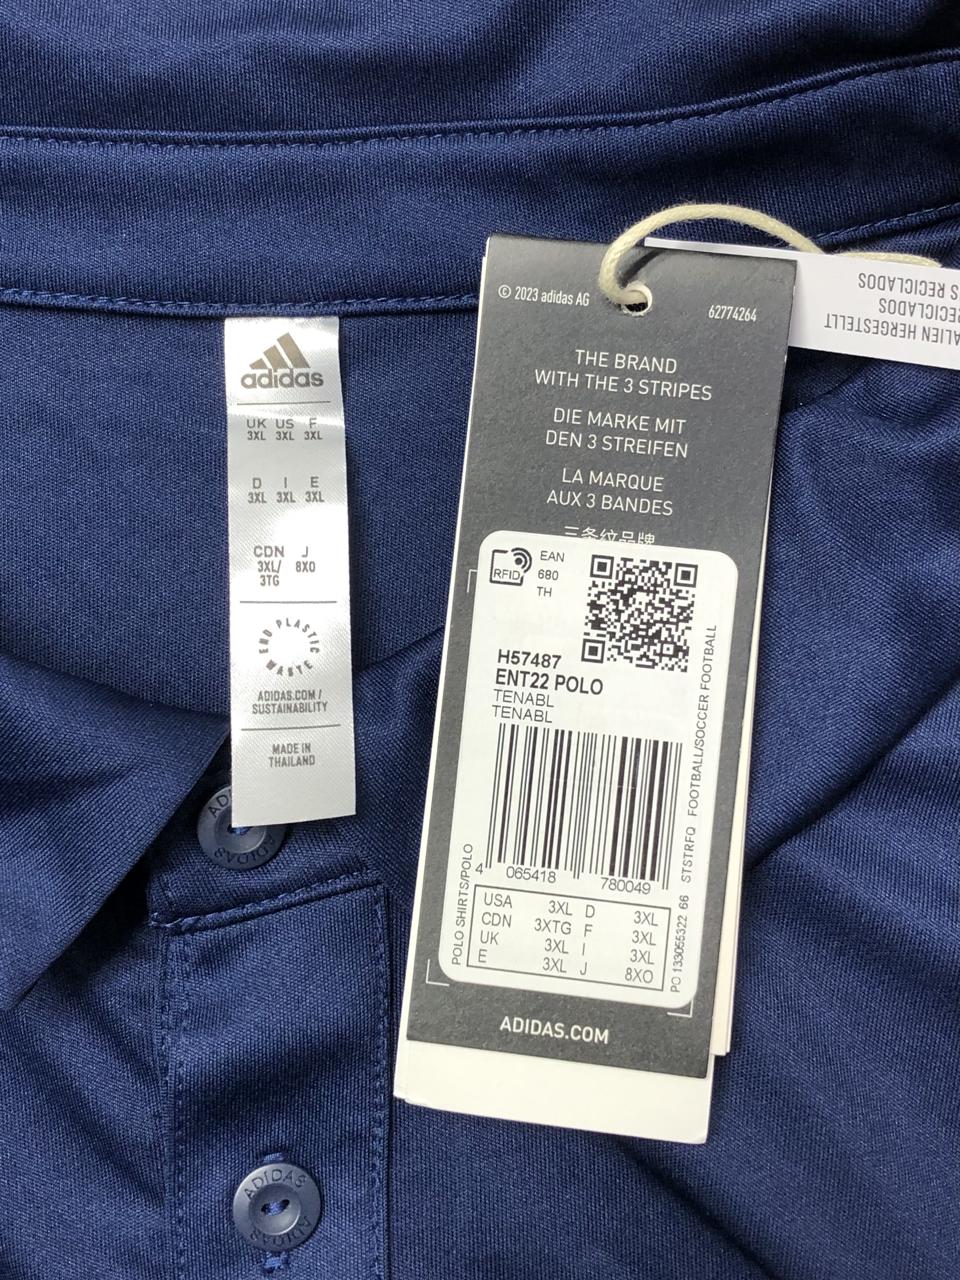 adidas
UK US F
3XL 3XL 3XL
D I E
3XL 3XL 3XL
CDN J
3XL/ 8XO
3TG
END PLASTIC
WASTE
ADIDAS.COM/
SUSTAINABILITY
MADE IN
THAILAND
ADIDAS
ADIDAS
ADIDAS
© 2023 adidas AG
62774264
THE BRAND
WITH THE 3 STRIPES
DIE MARKE MIT
DEN 3 STREIFEN
LA MARQUE
AUX 3 BANDES
三条纹品牌
RFID
EAN
680
TH
H57487
ENT22 POLO
TENABL
TENABL
4 065418 780049
POLO SHIRTS/POLO
PO 133055322 66 STSTRFQ FOOTBALL/SOCCER FOOTBALL
USA 3XL D 3XL
CDN 3XTG F 3XL
UK 3XL I 3XL
E 3XL J 8XO
ADIDAS.COM
ALIEN HERGESTELLT
ECICLADOS
S RECICLADOS